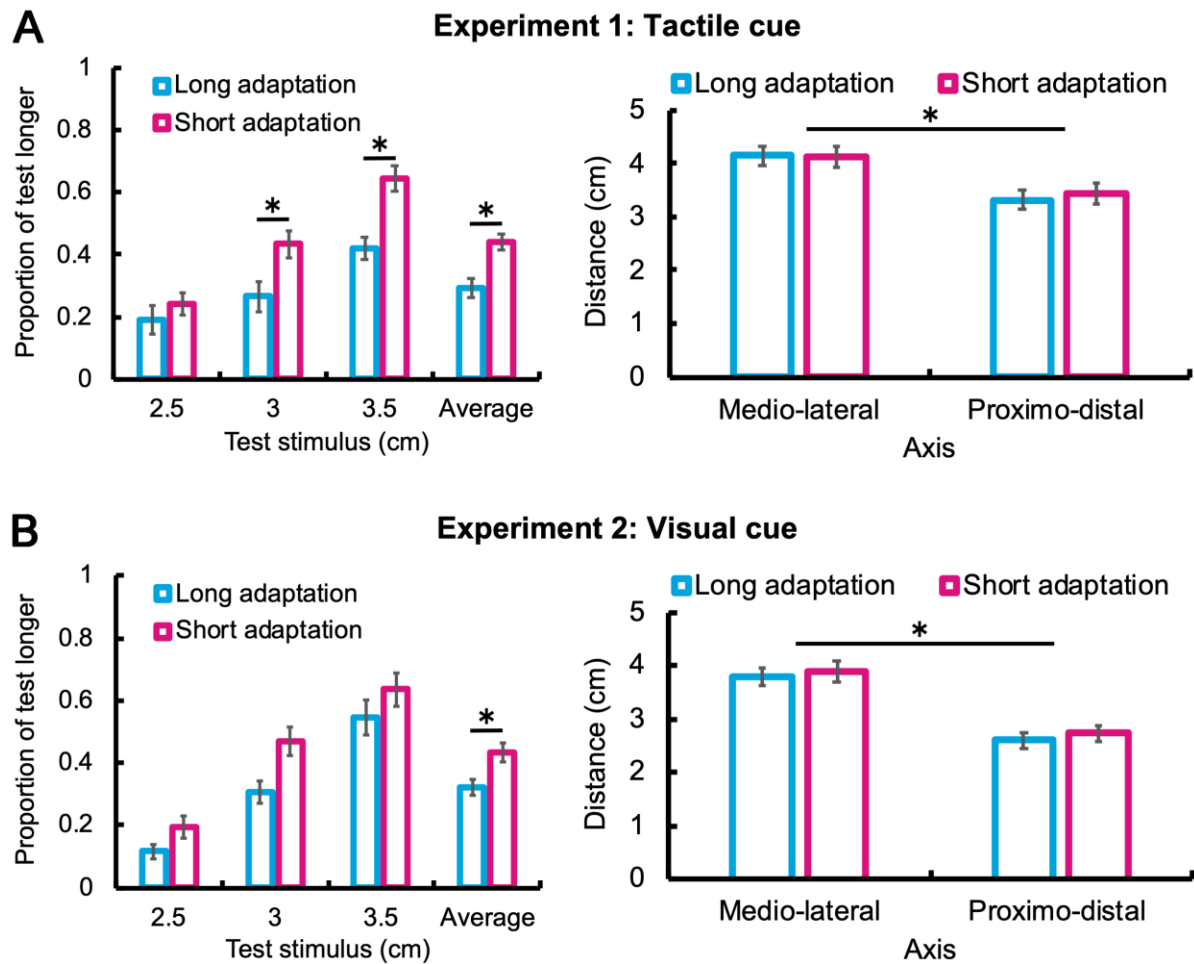 A
Experiment 1: Tactile cue
Proportion of test longer
1
0.8
0.6
0.4
0.2
0
Long adaptation
Short adaptation
*
*
*
2.5 3 3.5 Average
Test stimulus (cm)
Long adaptation Short adaptation
Distance (cm)
5
4
3
2
1
0
*
Medio-lateral Proximo-distal
Axis
B
Experiment 2: Visual cue
Proportion of test longer
1
0.8
0.6
0.4
0.2
0
Long adaptation
Short adaptation
*
2.5 3 3.5 Average
Test stimulus (cm)
Long adaptation Short adaptation
Distance (cm)
5
4
3
2
1
0
*
Medio-lateral Proximo-distal
Axis